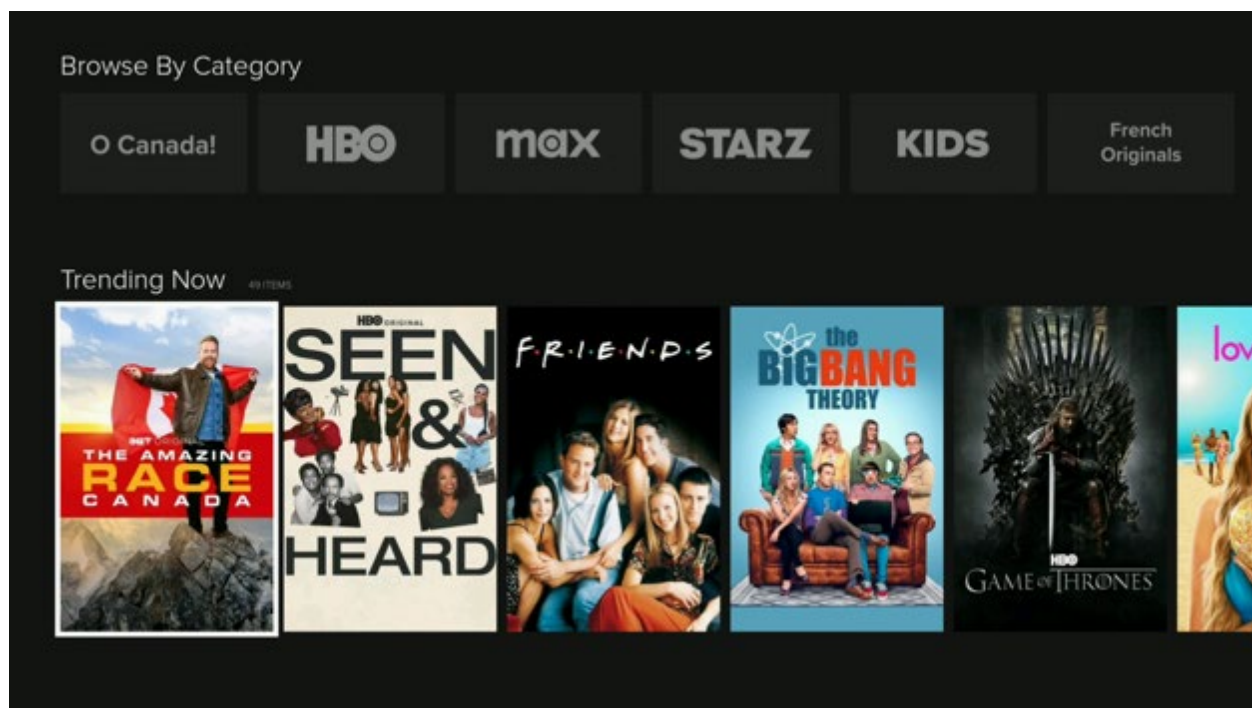 Browse By Category
O Canada!
HBO
max
STARZ
KIDS
French
Originals
Trending Now 49 ITEMS
THE AMAZING
RACE
CANADA
HBO ORIGINAL
SEEN
&
HEARD
F·R·I·E·N·D·S
the
BIG BANG
THEORY
HBO
GAME OF THRONES
lov